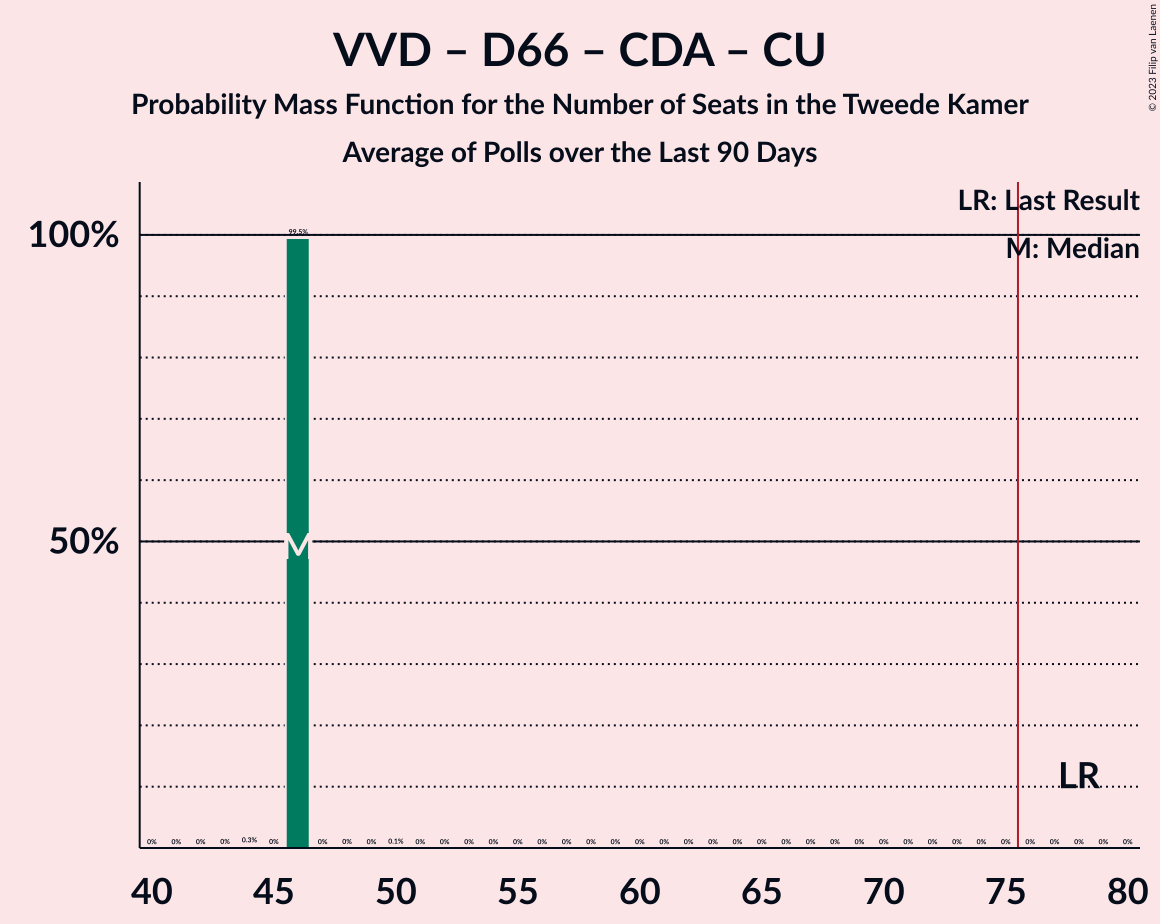 VVD – D66 – CDA – CU
Probability Mass Function for the Number of Seats in the Tweede Kamer
Average of Polls over the Last 90 Days
© 2023 Filip van Laenen
LR: Last Result
M: Median
100%
99.5%
50%
M
LR
0% 0% 0% 0% 0.3% 0% 0% 0% 0% 0.1% 0% 0% 0% 0% 0% 0% 0% 0% 0% 0% 0% 0% 0% 0% 0% 0% 0% 0% 0% 0% 0% 0% 0% 0% 0% 0% 0% 0% 0% 0%
40 45 50 55 60 65 70 75 80